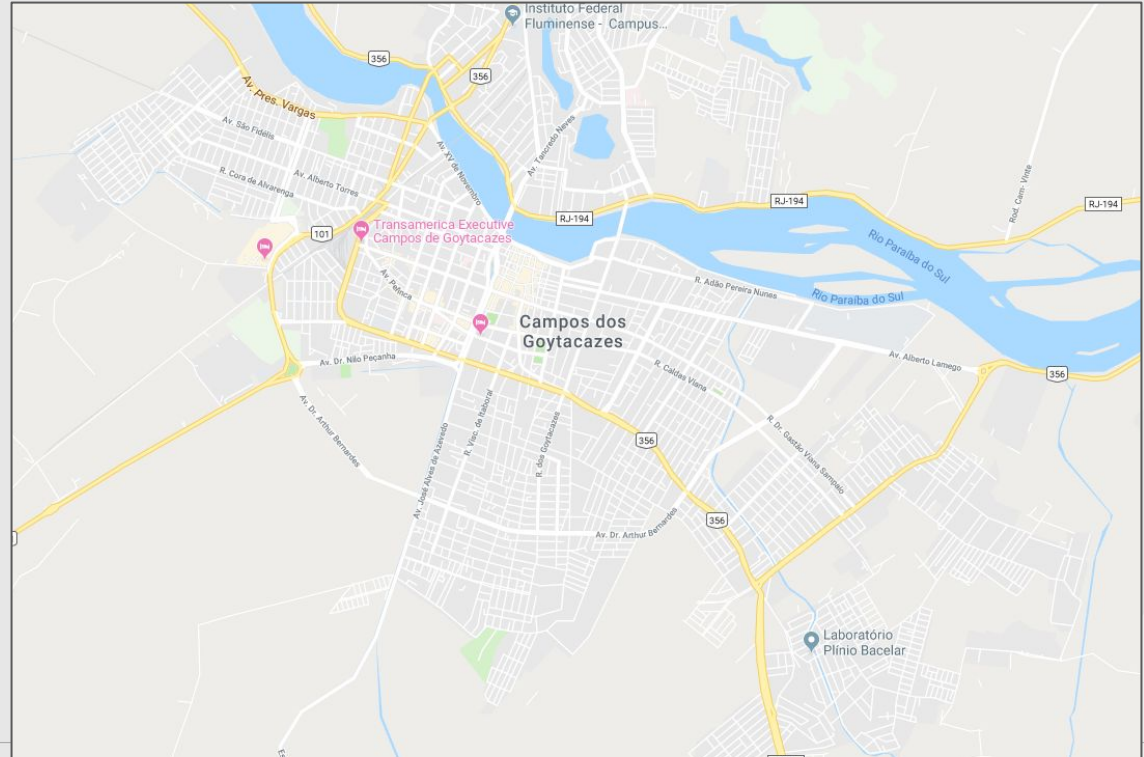 Instituto Federal
Fluminense - Campus...
356
356
Av. Pres. Vargas
Av. São Fidélis
Av. Tancredo Neves
Av. XV de Novembro
R. Cora de Alvarenga
Av. Alberto Torres
RJ-194
RJ-194
RJ-194
Rod. Cam- Vinte
101
Transamerica Executive
Campos de Goytacazes
Rio Paraíba do Sul
Rio Paraíba do Sul
R. Adão Pereira Nunes
Av. Pelinca
Campos dos
Goytacazes
Av. Alberto Lamego
Av. Dr. Nilo Peçanha
R. Caldas Viana
356
Av. Dr. Arthur Bernardes
R. Visc. de Itaboraí
R. dos Goytacazes
R. Dr. Gastão Viana Sampaio
356
Av. José Alves de Azevedo
356
Av. Dr. Arthur Bernardes
Laboratório
Plínio Bacelar